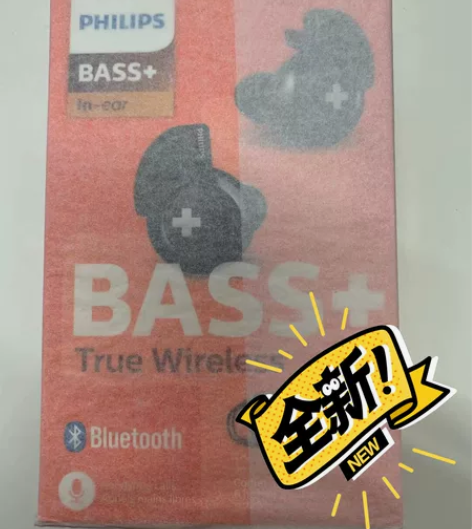 PHILIPS
BASS+
In-ear
BASS+
True Wireless
Bluetooth
全新!
NEW